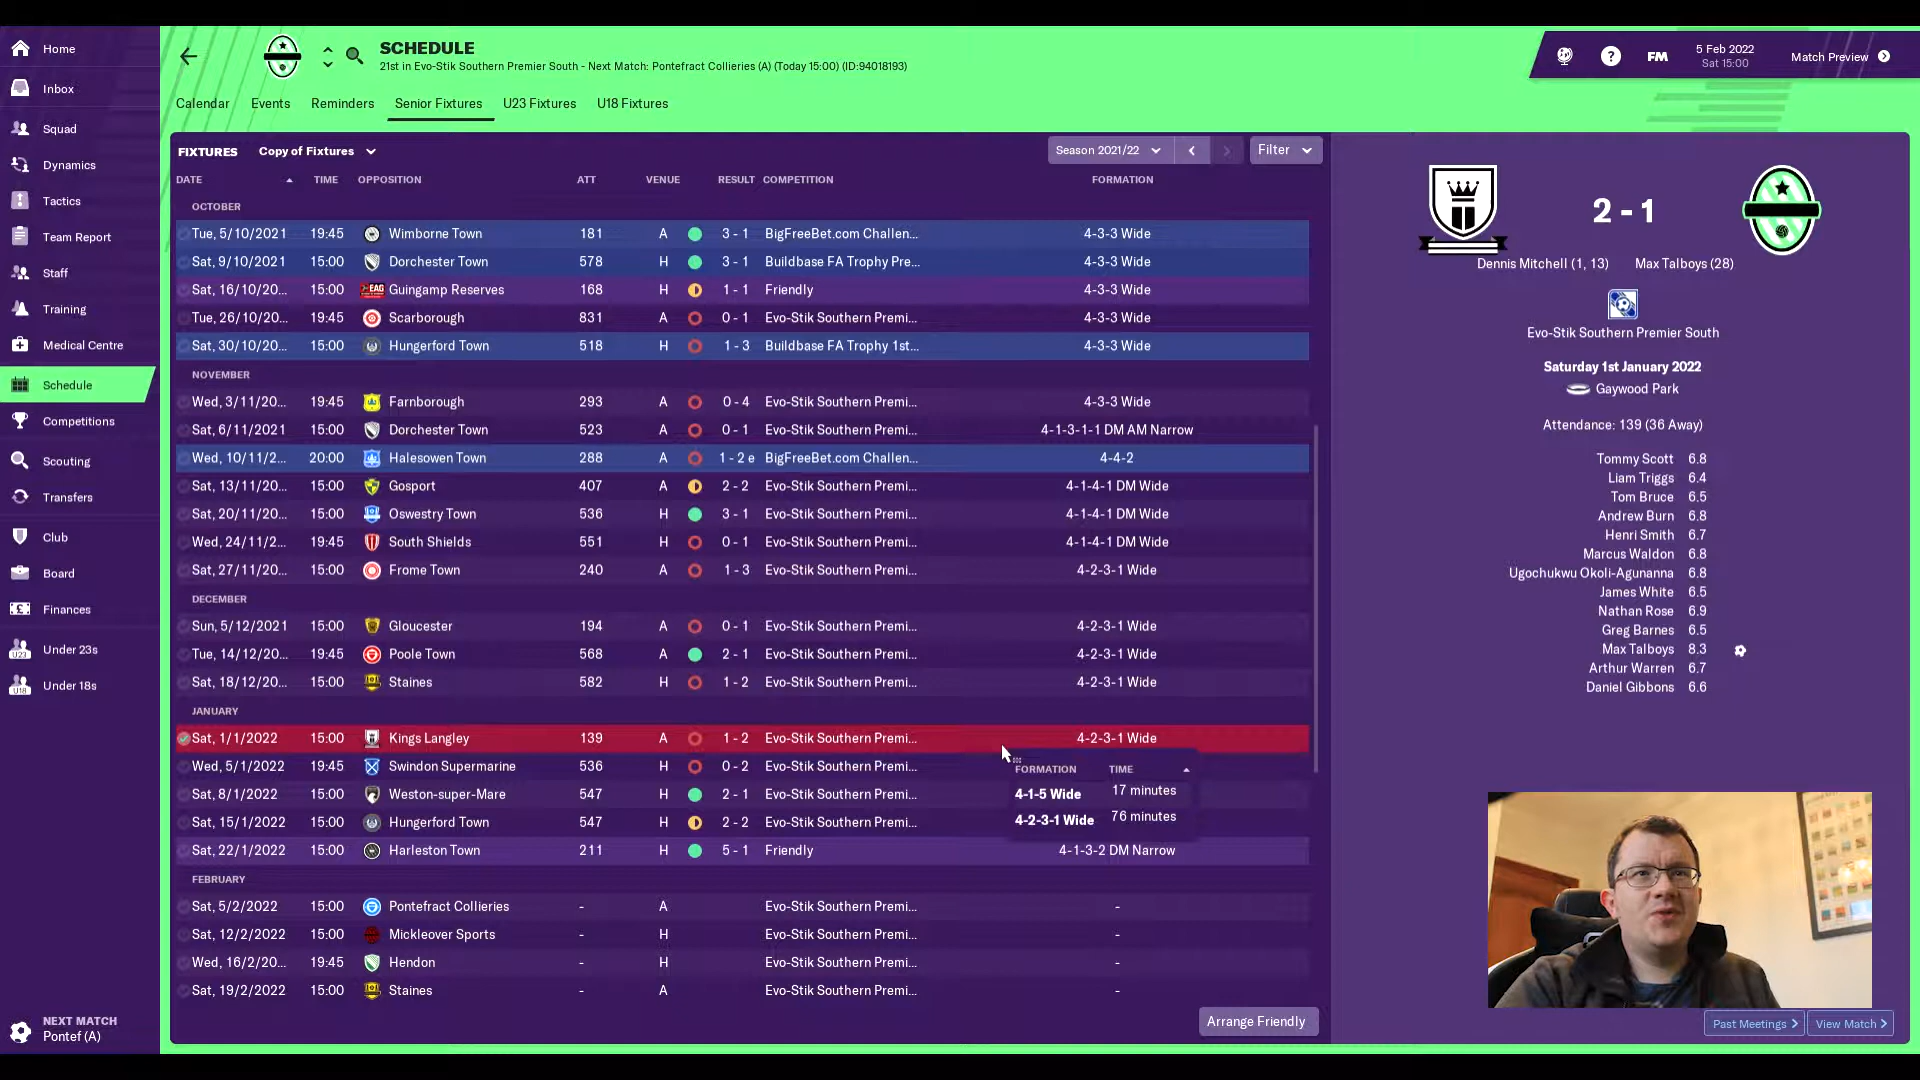 Home
Inbox
Squad
Dynamics
Tactics
Team Report
Staff
Training
Medical Centre
Schedule
Competitions
Scouting
Transfers
Club
Board
Finances
U23 Under 23s
U18 Under 18s
NEXT MATCH
Pontef (A)
SCHEDULE
21st in Evo-Stik Southern Premier South - Next Match: Pontefract Collieries (A) (Today 15:00) (ID:94018193)
? FM 5 Feb 2022 Match Preview
Sat 15:00
Calendar Events Reminders Senior Fixtures U23 Fixtures U18 Fixtures
FIXTURES Copy of Fixtures Season 2021/22 Filter
DATE TIME OPPOSITION ATT VENUE RESULT COMPETITION FORMATION
OCTOBER
Tue, 5/10/2021 19:45 Wimborne Town 181 A 3 - 1 BigFreeBet.com Challen... 4-3-3 Wide
Sat, 9/10/2021 15:00 Dorchester Town 578 H 3 - 1 Buildbase FA Trophy Pre... 4-3-3 Wide
Sat, 16/10/20... 15:00 EAG Guingamp Reserves 168 H 1 - 1 Friendly 4-3-3 Wide
Tue, 26/10/20... 19:45 Scarborough 831 A 0 - 1 Evo-Stik Southern Premi... 4-3-3 Wide
Sat, 30/10/20... 15:00 Hungerford Town 518 H 1 - 3 Buildbase FA Trophy 1st... 4-3-3 Wide
NOVEMBER
Wed, 3/11/20... 19:45 Farnborough 293 A 0 - 4 Evo-Stik Southern Premi... 4-3-3 Wide
Sat, 6/11/2021 15:00 Dorchester Town 523 A 0 - 1 Evo-Stik Southern Premi... 4-1-3-1-1 DM AM Narrow
Wed, 10/11/2... 20:00 Halesowen Town 288 A 1 - 2 e BigFreeBet.com Challen... 4-4-2
Sat, 13/11/20... 15:00 Gosport 407 A 2 - 2 Evo-Stik Southern Premi... 4-1-4-1 DM Wide
Sat, 20/11/20... 15:00 Oswestry Town 536 H 3 - 1 Evo-Stik Southern Premi... 4-1-4-1 DM Wide
Wed, 24/11/2... 19:45 South Shields 551 H 0 - 1 Evo-Stik Southern Premi... 4-1-4-1 DM Wide
Sat, 27/11/20... 15:00 Frome Town 240 A 1 - 3 Evo-Stik Southern Premi... 4-2-3-1 Wide
DECEMBER
Sun, 5/12/2021 15:00 Gloucester 194 A 0 - 1 Evo-Stik Southern Premi... 4-2-3-1 Wide
Tue, 14/12/20... 19:45 Poole Town 568 A 2 - 1 Evo-Stik Southern Premi... 4-2-3-1 Wide
Sat, 18/12/20... 15:00 Staines 582 H 1 - 2 Evo-Stik Southern Premi... 4-2-3-1 Wide
JANUARY
Sat, 1/1/2022 15:00 Kings Langley 139 A 1 - 2 Evo-Stik Southern Premi... 4-2-3-1 Wide
Wed, 5/1/2022 19:45 Swindon Supermarine 536 H 0 - 2 Evo-Stik Southern Premi...
Sat, 8/1/2022 15:00 Weston-super-Mare 547 H 2 - 1 Evo-Stik Southern Premi...
Sat, 15/1/2022 15:00 Hungerford Town 547 H 2 - 2 Evo-Stik Southern Premi...
Sat, 22/1/2022 15:00 Harleston Town 211 H 5 - 1 Friendly 4-1-3-2 DM Narrow
FORMATION TIME
4-1-5 Wide 17 minutes
4-2-3-1 Wide 76 minutes
FEBRUARY
Sat, 5/2/2022 15:00 Pontefract Collieries - A Evo-Stik Southern Premi... -
Sat, 12/2/2022 15:00 Mickleover Sports - H Evo-Stik Southern Premi... -
Wed, 16/2/20... 19:45 Hendon - H Evo-Stik Southern Premi... -
Sat, 19/2/2022 15:00 Staines - A Evo-Stik Southern Premi... -
Arrange Friendly
2 - 1
Dennis Mitchell (1, 13) Max Talboys (28)
Evo-Stik Southern Premier South
Saturday 1st January 2022
Gaywood Park
Attendance: 139 (36 Away)
Tommy Scott 6.8
Liam Triggs 6.4
Tom Bruce 6.5
Andrew Burn 6.8
Henri Smith 6.7
Marcus Waldon 6.8
Ugochukwu Okoli-Agunanna 6.8
James White 6.5
Nathan Rose 6.9
Greg Barnes 6.5
Max Talboys 8.3
Arthur Warren 6.7
Daniel Gibbons 6.6
Past Meetings View Match